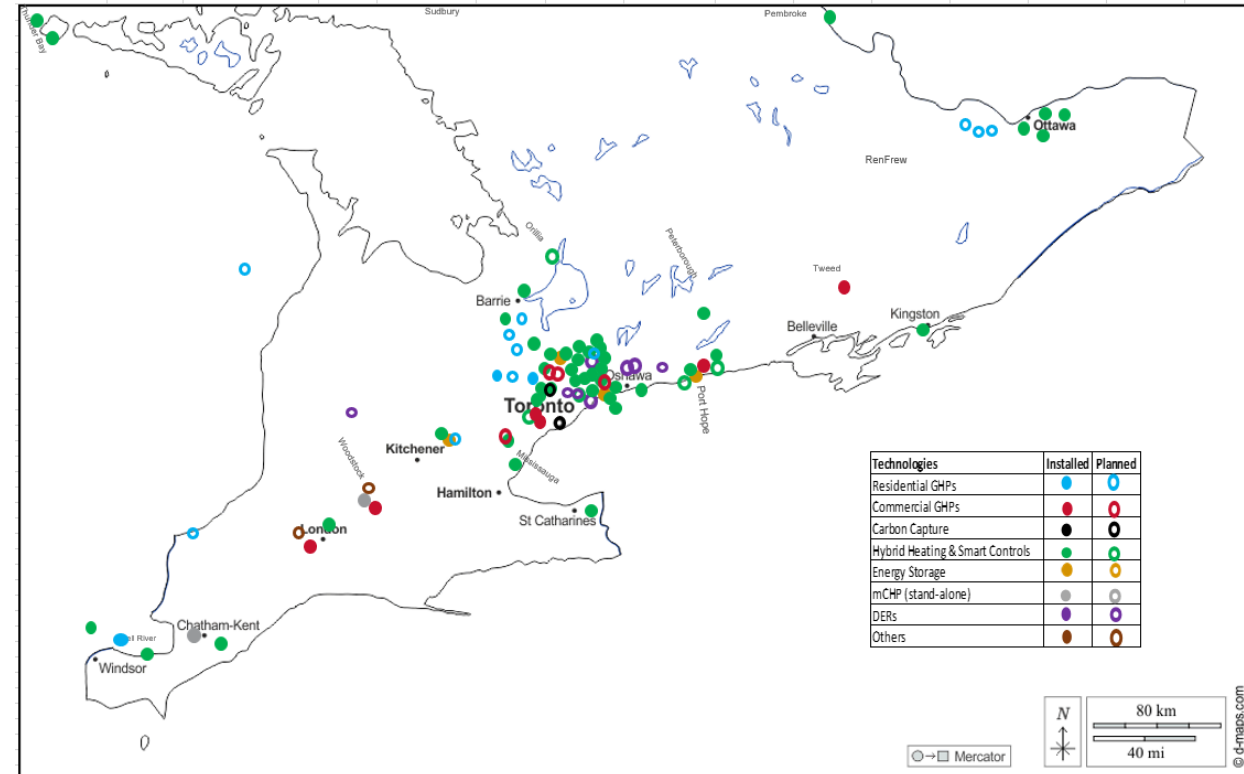 Sudbury
Pembroke
Ottawa
RenFrew
Orillia
Peterborough
Tweed
Barrie
Kingston
Belleville
Oshawa
Toronto
Port Hope
Kitchener
Woodstock
Mississauga
Hamilton
St Catharines
London
Chatham-Kent
River
Windsor
Technologies Installed Planned
Residential GHPs
Commercial GHPs
Carbon Capture
Hybrid Heating & Smart Controls
Energy Storage
mCHP (stand-alone)
DERs
Others
N
80 km
40 mi
Mercator
© d-maps.com